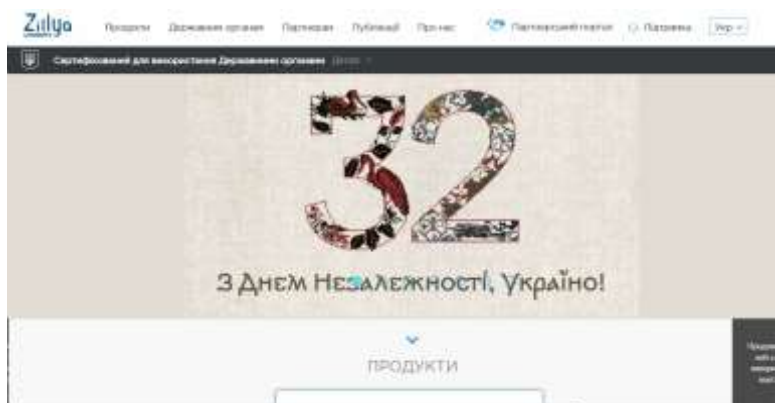 Zillya
Продукти Державним органам Партнерам Публікації Про нас Партнерський портал Підтримка Укр
Сертифікований для використання Державними органами
32
З Днем Незалежності, Україно!
ПРОДУКТИ